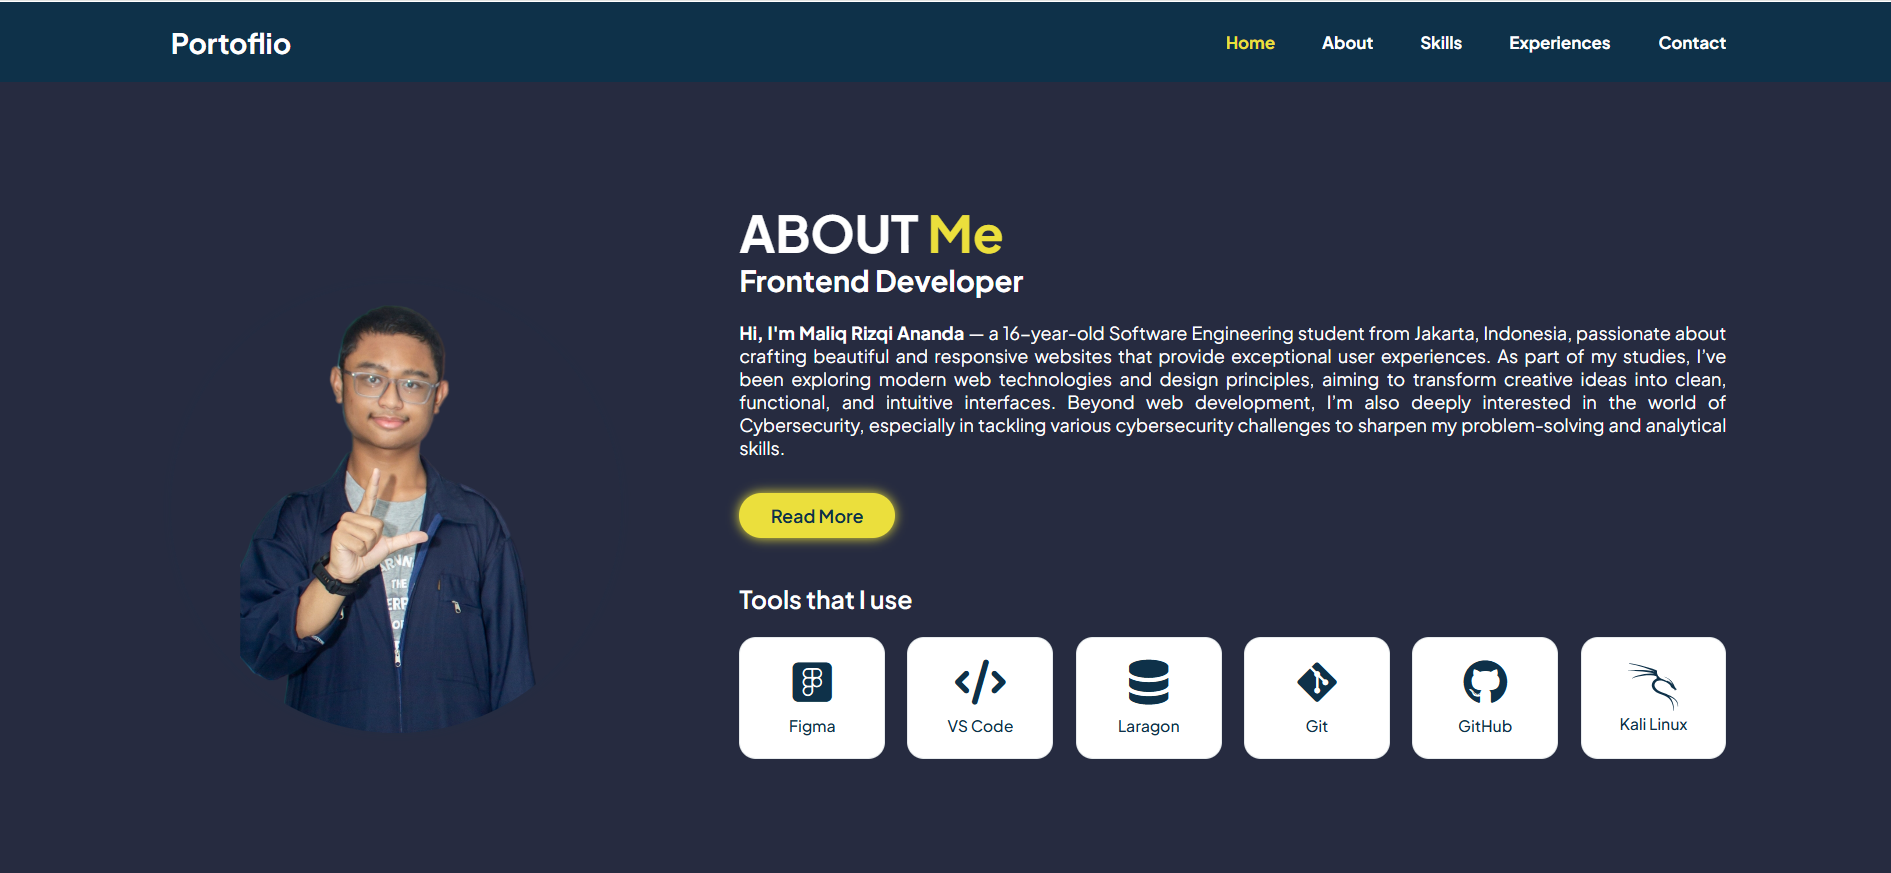 Portoflio
Home About Skills Experiences Contact
ABOUT Me
Frontend Developer
Hi, I'm Maliq Rizqi Ananda — a 16-year-old Software Engineering student from Jakarta, Indonesia, passionate about
crafting beautiful and responsive websites that provide exceptional user experiences. As part of my studies, I've
been exploring modern web technologies and design principles, aiming to transform creative ideas into clean,
functional, and intuitive interfaces. Beyond web development, I'm also deeply interested in the world of
Cybersecurity, especially in tackling various cybersecurity challenges to sharpen my problem-solving and analytical
skills.
Read More
THE
Tools that I use
Figma
VS Code
Laragon
Git
GitHub
Kali Linux